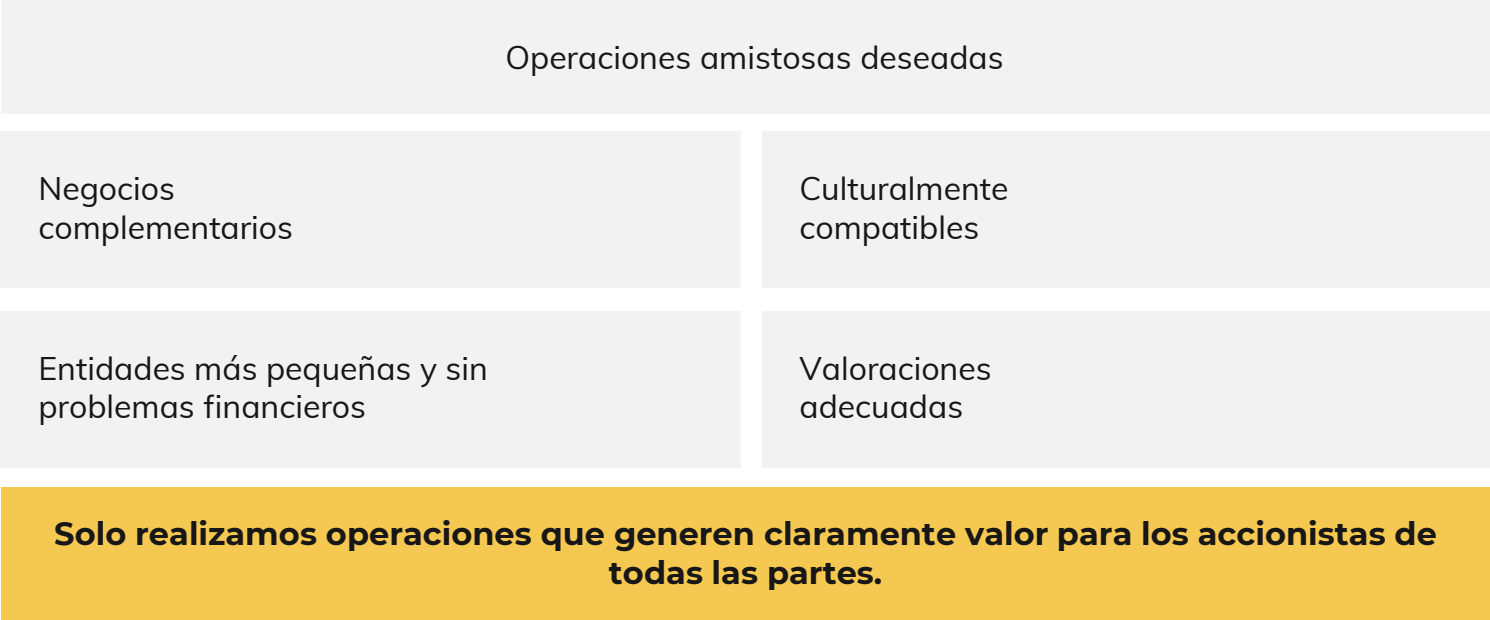 Operaciones amistosas deseadas
Negocios
complementarios
Culturalmente
compatibles
Entidades más pequeñas y sin
problemas financieros
Valoraciones
adecuadas
Solo realizamos operaciones que generen claramente valor para los accionistas de
todas las partes.